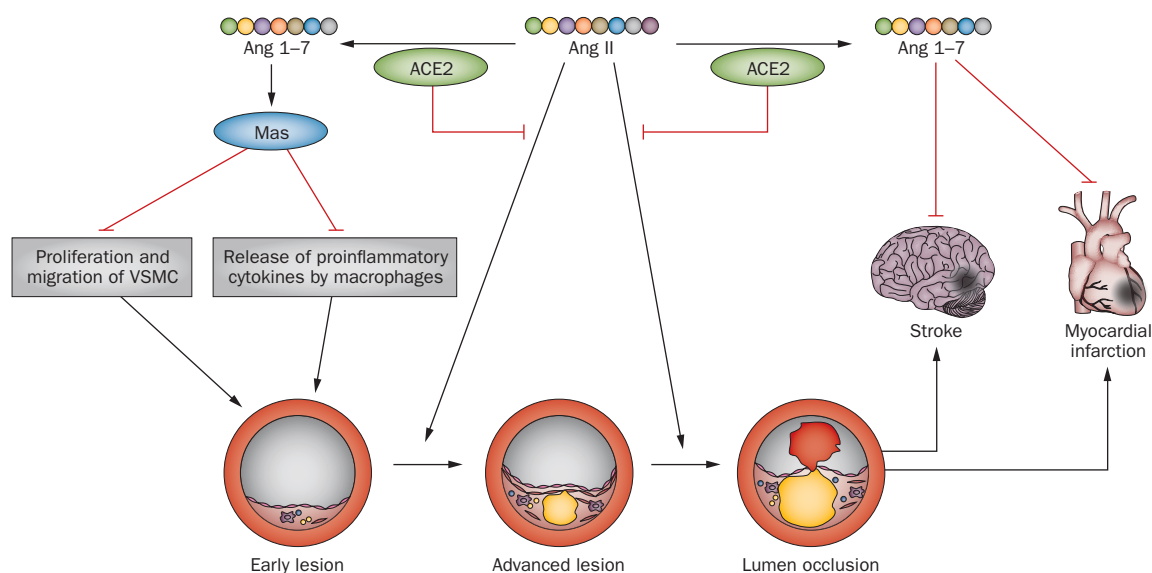 Ang 1–7
Ang II
Ang 1–7
ACE2
ACE2
Mas
Proliferation and
migration of VSMC
Release of proinflammatory
cytokines by macrophages
Stroke
Myocardial
infarction
Early lesion
Advanced lesion
Lumen occlusion